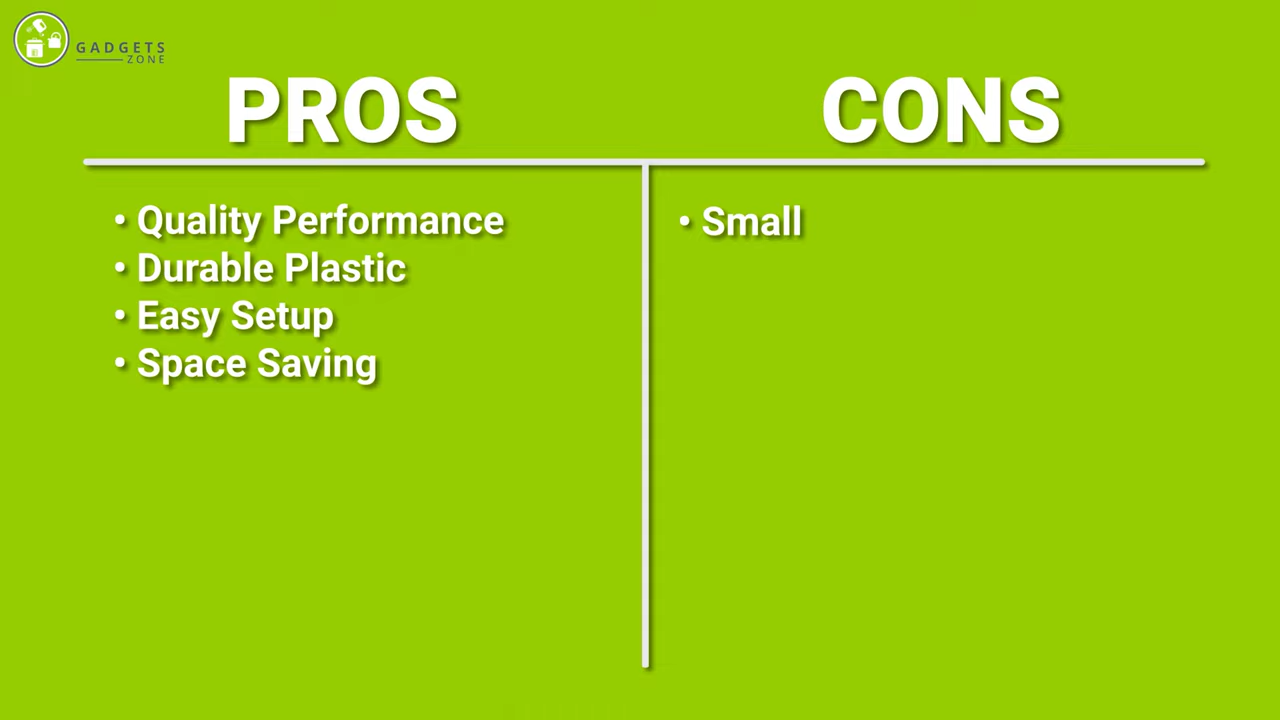 GADGETS
ZONE
PROS
CONS
• Quality Performance
• Durable Plastic
• Easy Setup
• Space Saving
• Small